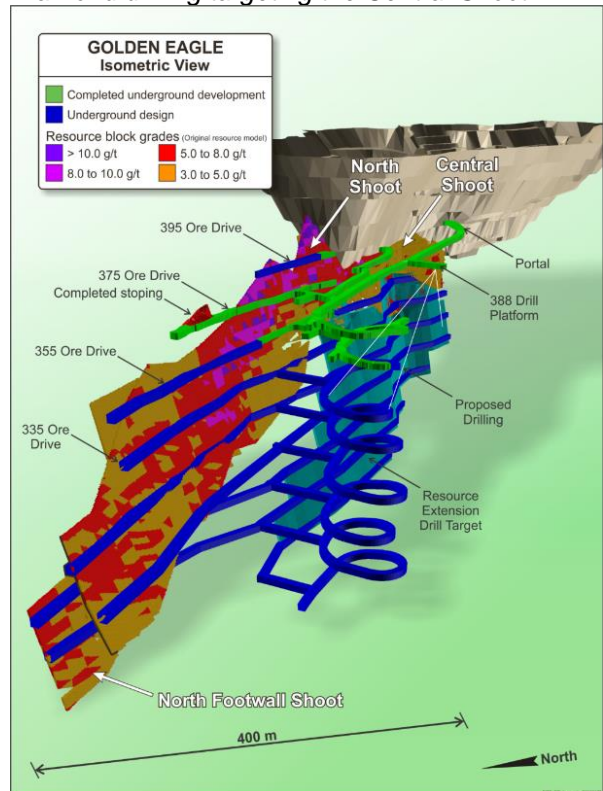 GOLDEN EAGLE
Isometric View
Completed underground development
Underground design
Resource block grades (Original resource model)
> 10.0 g/t
5.0 to 8.0 g/t
8.0 to 10.0 g/t
3.0 to 5.0 g/t
North
Shoot
Central
Shoot
395 Ore Drive
Portal
375 Ore Drive
Completed stoping
388 Drill
Platform
355 Ore Drive
Proposed
Drilling
335 Ore
Drive
Resource
Extension
Drill Target
North Footwall Shoot
400 m
North